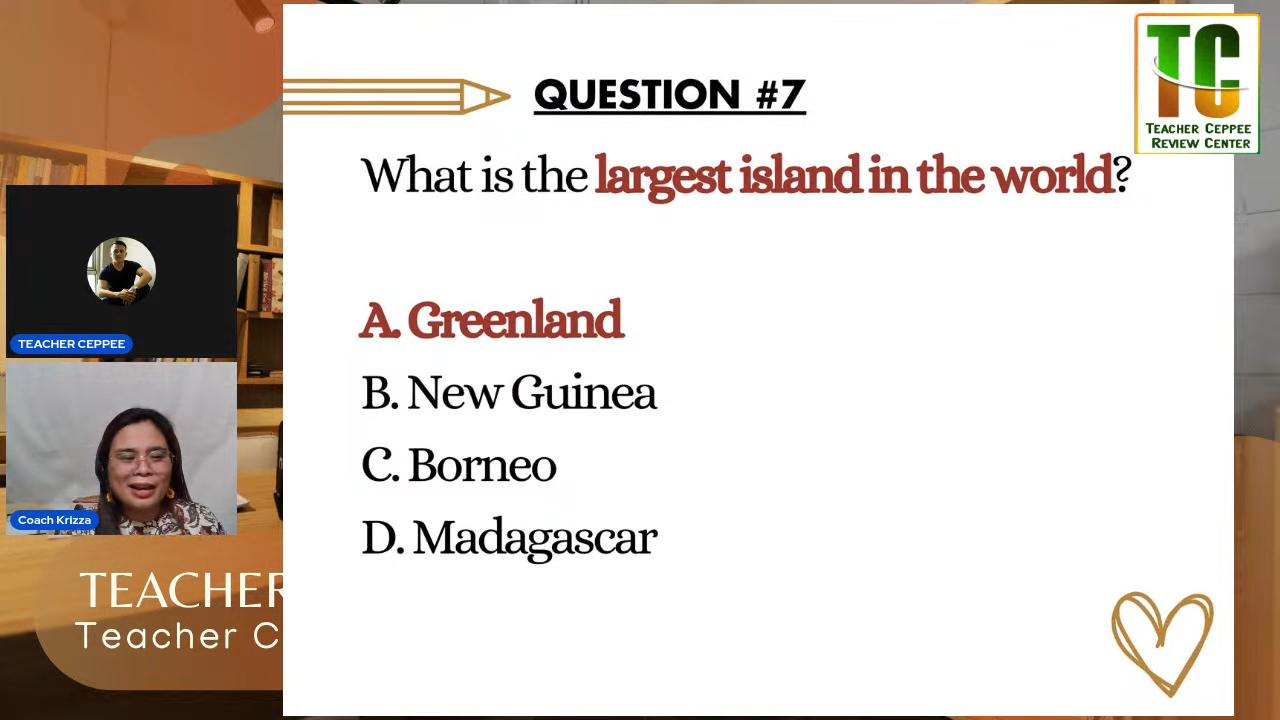 QUESTION #7
TC
TEACHER CEPPEE
REVIEW CENTER
What is the largest island in the world?
A. Greenland
B. New Guinea
C. Borneo
D. Madagascar
TEACHER CEPPEE
Coach Krizza
TEACHER
Teacher C